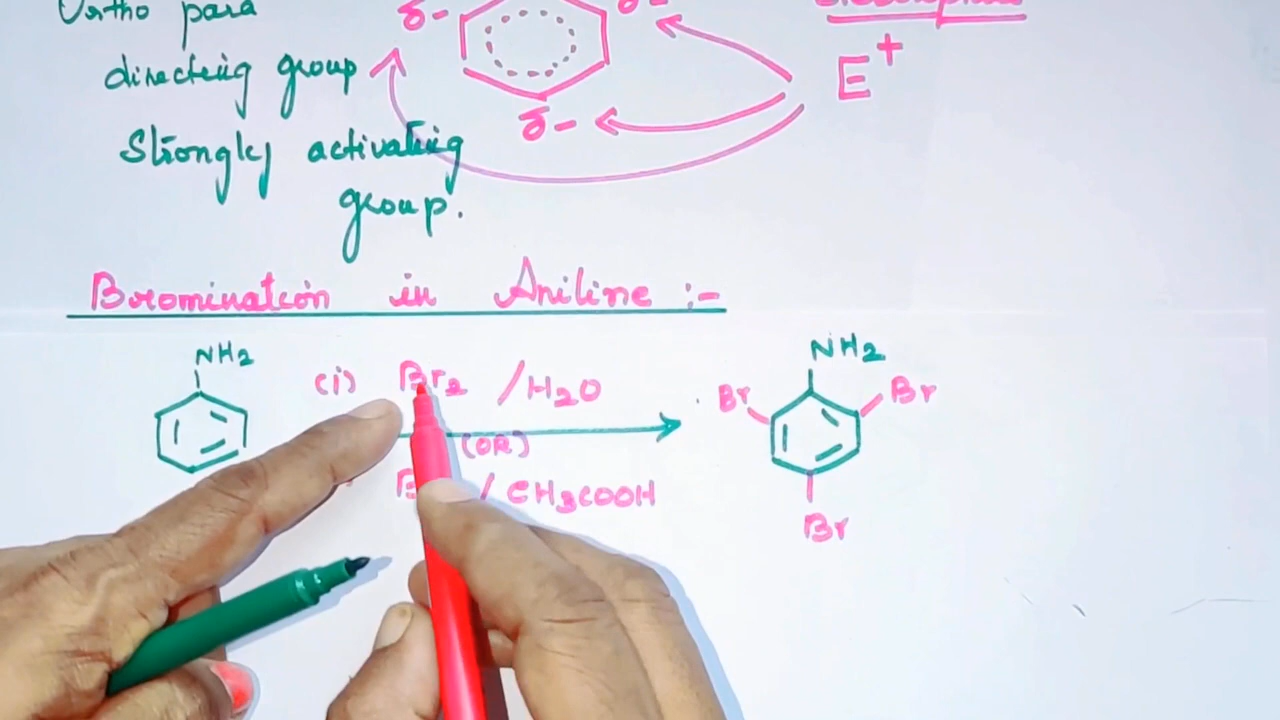 Ortho para
directing group
Strongly activating
group.
δ-
δ-
δ-
E⁺
Bromination in Aniline :-
NH₂
(i) Br₂ / H₂O
(OR)
/ CH₃COOH
NH₂
Br
Br
Br